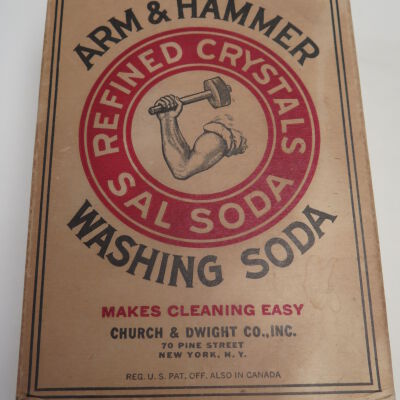 ARM & HAMMER
REFINED CRYSTALS
SAL SODA
WASHING SODA
MAKES CLEANING EASY
CHURCH & DWIGHT CO., INC.
70 PINE STREET
NEW YORK, N. Y.
REG. U. S. PAT. OFF. ALSO IN CANADA